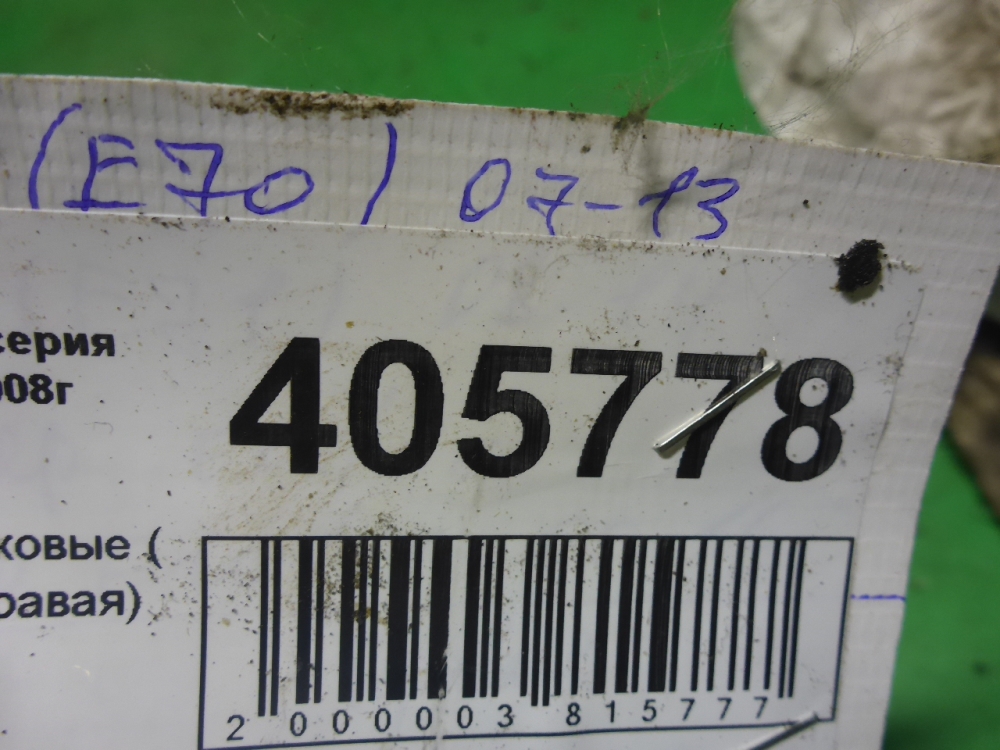 (E70) 07-13
серия
008г
405778
ковые (
равая)
2 000003 815777